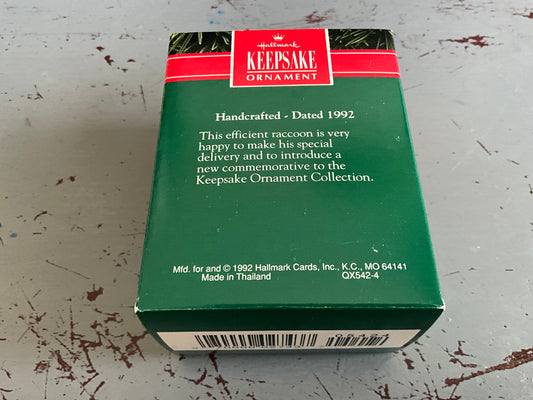 Hallmark
KEEPSAKE
ORNAMENT
Handcrafted - Dated 1992
This efficient raccoon is very
happy to make his special
delivery and to introduce a
new commemorative to the
Keepsake Ornament Collection.
Mfd. for and © 1992 Hallmark Cards, Inc., K.C., MO 64141
Made in Thailand QX542-4